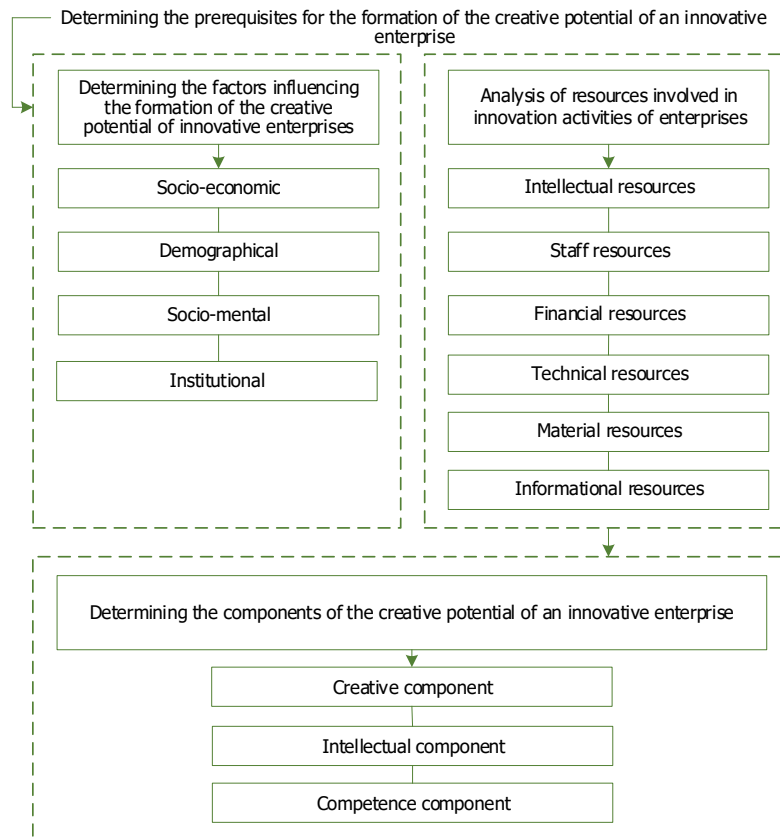 Determining the prerequisites for the formation of the creative potential of an innovative
enterprise
Determining the factors influencing
the formation of the creative
potential of innovative enterprises
Socio-economic
Demographical
Socio-mental
Institutional
Analysis of resources involved in
innovation activities of enterprises
Intellectual resources
Staff resources
Financial resources
Technical resources
Material resources
Informational resources
Determining the components of the creative potential of an innovative enterprise
Creative component
Intellectual component
Competence component